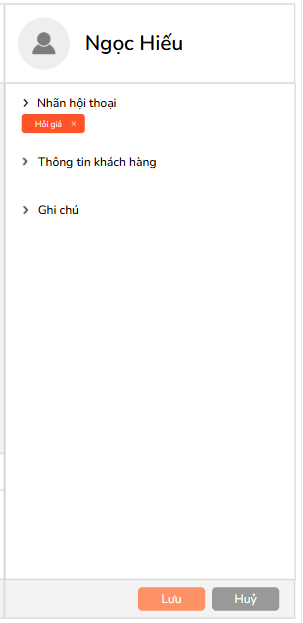 Ngọc Hiếu
Nhãn hội thoại
Hỏi giá ×
Thông tin khách hàng
Ghi chú
Lưu
Huỷ